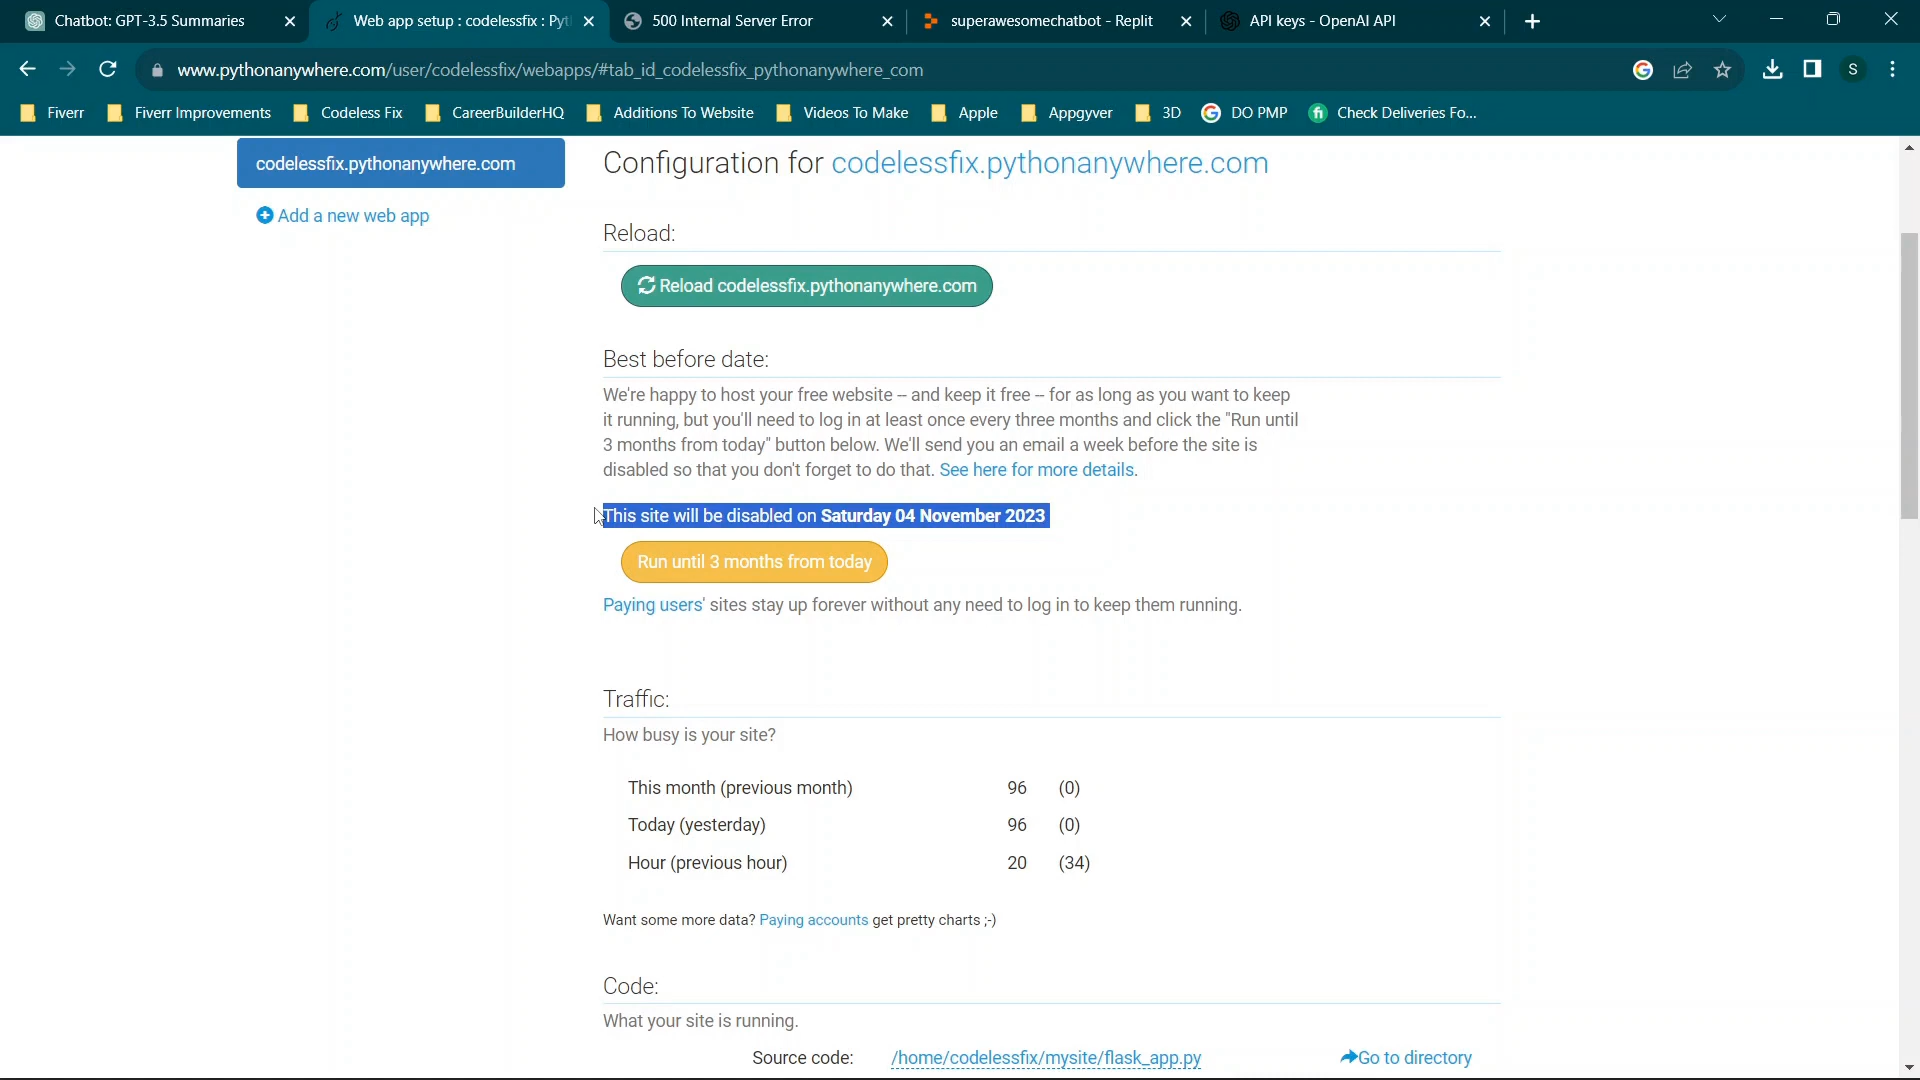 Chatbot: GPT-3.5 Summaries
Web app setup : codelessfix : Pyt
500 Internal Server Error
superawesomechatbot - Replit
API keys - OpenAI API
www.pythonanywhere.com/user/codelessfix/webapps/#tab_id_codelessfix_pythonanywhere_com
S
Fiverr
Fiverr Improvements
Codeless Fix
CareerBuilderHQ
Additions To Website
Videos To Make
Apple
Appgyver
3D
DO PMP
Check Deliveries Fo...
codelessfix.pythonanywhere.com
Add a new web app
Configuration for codelessfix.pythonanywhere.com
Reload:
Reload codelessfix.pythonanywhere.com
Best before date:
We're happy to host your free website -- and keep it free -- for as long as you want to keep
it running, but you'll need to log in at least once every three months and click the "Run until
3 months from today" button below. We'll send you an email a week before the site is
disabled so that you don't forget to do that. See here for more details.
This site will be disabled on Saturday 04 November 2023
Run until 3 months from today
Paying users' sites stay up forever without any need to log in to keep them running.
Traffic:
How busy is your site?
This month (previous month) 96 (0)
Today (yesterday) 96 (0)
Hour (previous hour) 20 (34)
Want some more data? Paying accounts get pretty charts ;-)
Code:
What your site is running.
Source code: /home/codelessfix/mysite/flask_app.py Go to directory